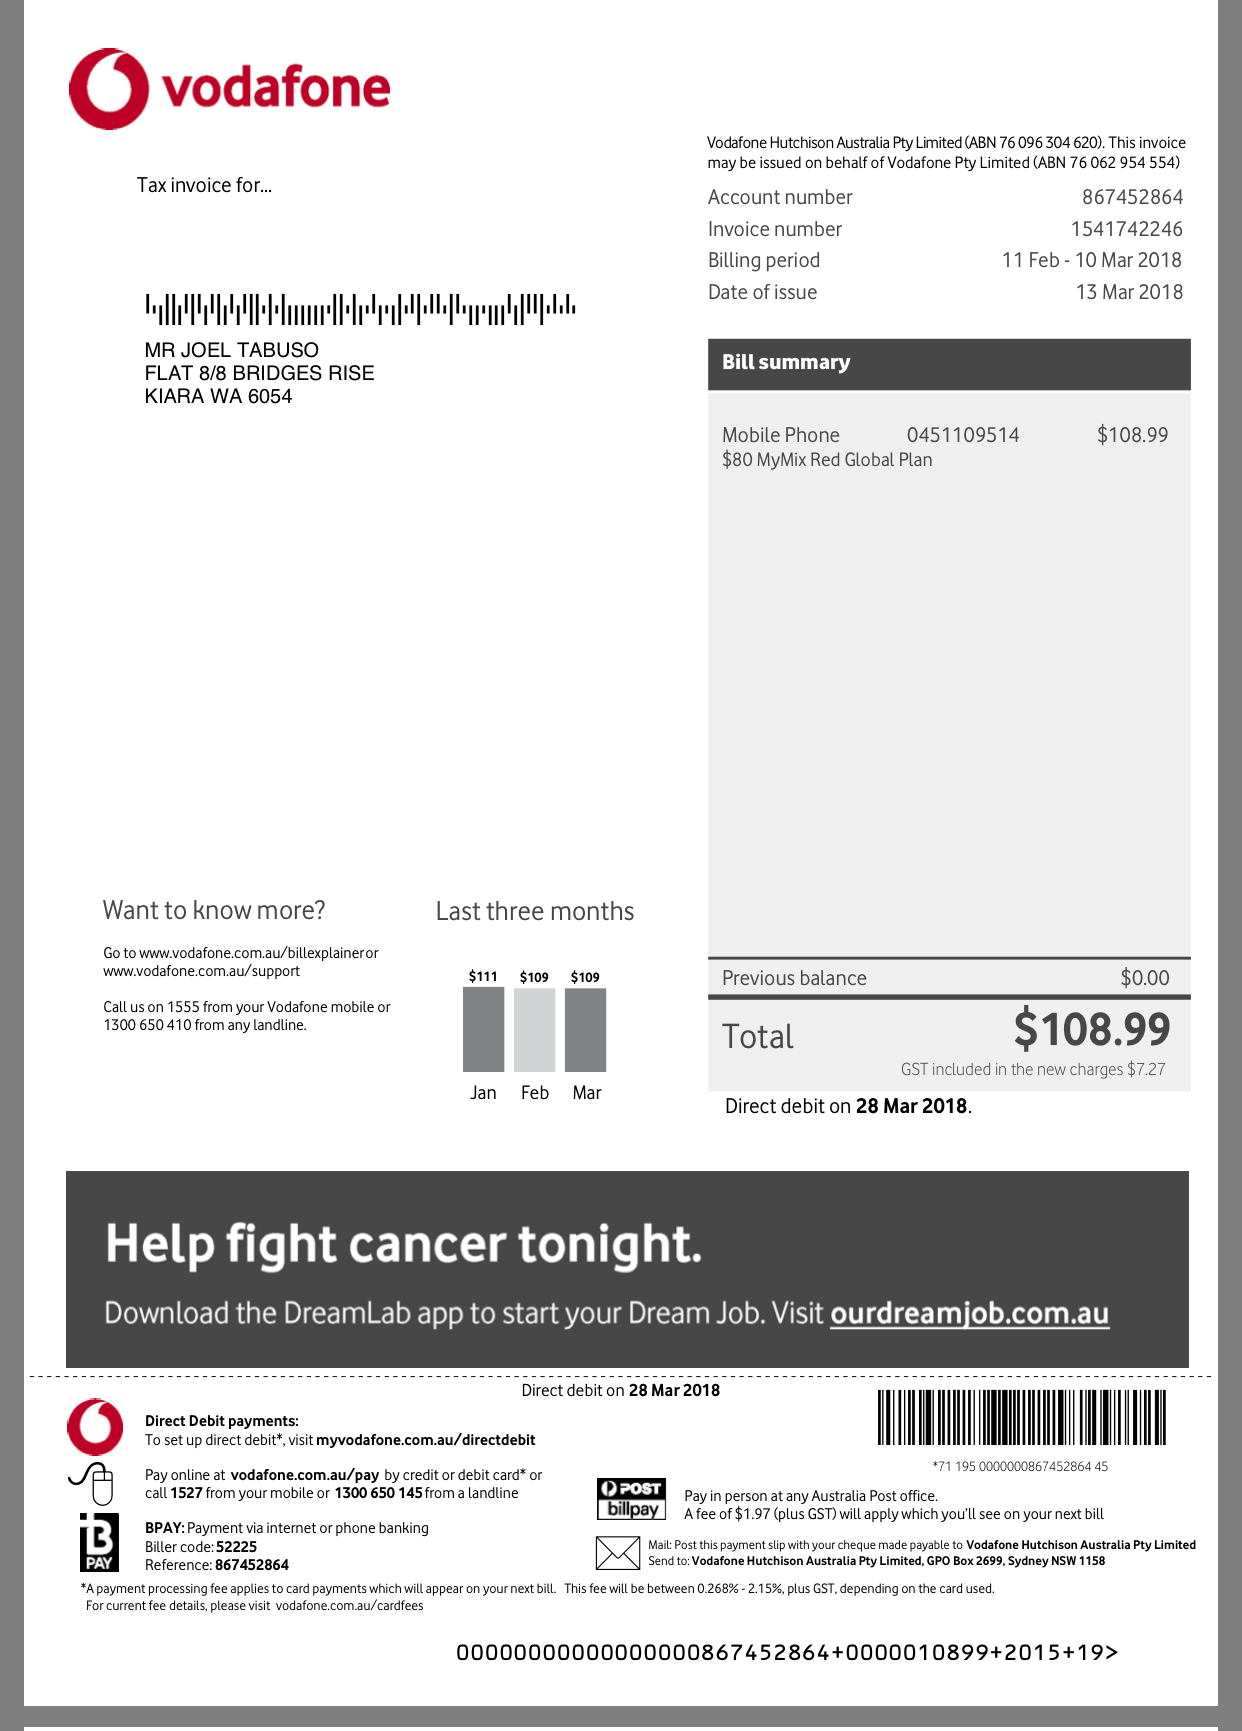 vodafone
Vodafone Hutchison Australia Pty Limited (ABN 76 096 304 620). This invoice
may be issued on behalf of Vodafone Pty Limited (ABN 76 062 954 554)
Tax invoice for...
Account number 867452864
Invoice number 1541742246
Billing period 11 Feb - 10 Mar 2018
Date of issue 13 Mar 2018
MR JOEL TABUSO
FLAT 8/8 BRIDGES RISE
KIARA WA 6054
Bill summary
Mobile Phone 0451109514 $108.99
$80 MyMix Red Global Plan
Want to know more?
Go to www.vodafone.com.au/billexplainer or
www.vodafone.com.au/support
Call us on 1555 from your Vodafone mobile or
1300 650 410 from any landline.
Last three months
$111 $109 $109
Jan Feb Mar
Previous balance $0.00
Total $108.99
GST included in the new charges $7.27
Direct debit on 28 Mar 2018.
Help fight cancer tonight.
Download the DreamLab app to start your Dream Job. Visit ourdreamjob.com.au
Direct debit on 28 Mar 2018
Direct Debit payments:
To set up direct debit*, visit myvodafone.com.au/directdebit
Pay online at vodafone.com.au/pay by credit or debit card* or
call 1527 from your mobile or 1300 650 145 from a landline
B PAY
BPAY: Payment via internet or phone banking
Biller code: 52225
Reference: 867452864
*71 195 0000000867452864 45
POST
billpay
Pay in person at any Australia Post office.
A fee of $1.97 (plus GST) will apply which you'll see on your next bill
Mail: Post this payment slip with your cheque made payable to Vodafone Hutchison Australia Pty Limited
Send to: Vodafone Hutchison Australia Pty Limited, GPO Box 2699, Sydney NSW 1158
*A payment processing fee applies to card payments which will appear on your next bill. This fee will be between 0.268% - 2.15%, plus GST, depending on the card used.
For current fee details, please visit vodafone.com.au/cardfees
00000000000000000867452864+0000010899+2015+19>